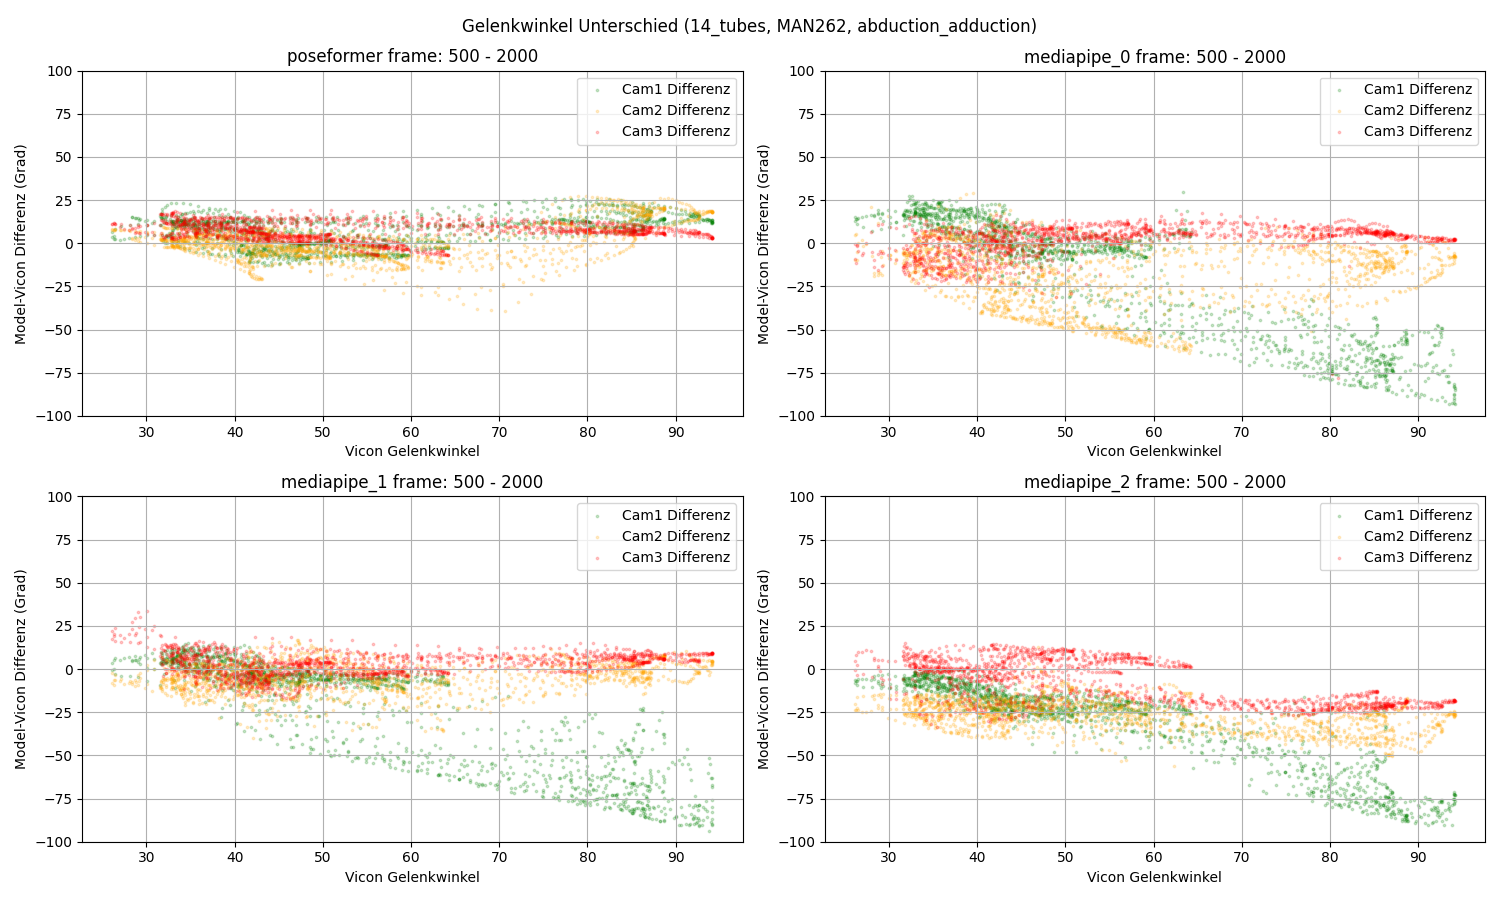 Gelenkwinkel Unterschied (14_tubes, MAN262, abduction_adduction)
poseformer frame: 500 - 2000
Model-Vicon Differenz (Grad)
100
75
50
25
0
−25
−50
−75
−100
Cam1 Differenz
Cam2 Differenz
Cam3 Differenz
30 40 50 60 70 80 90
Vicon Gelenkwinkel
mediapipe_0 frame: 500 - 2000
Model-Vicon Differenz (Grad)
100
75
50
25
0
−25
−50
−75
−100
Cam1 Differenz
Cam2 Differenz
Cam3 Differenz
30 40 50 60 70 80 90
Vicon Gelenkwinkel
mediapipe_1 frame: 500 - 2000
Model-Vicon Differenz (Grad)
100
75
50
25
0
−25
−50
−75
−100
Cam1 Differenz
Cam2 Differenz
Cam3 Differenz
30 40 50 60 70 80 90
Vicon Gelenkwinkel
mediapipe_2 frame: 500 - 2000
Model-Vicon Differenz (Grad)
100
75
50
25
0
−25
−50
−75
−100
Cam1 Differenz
Cam2 Differenz
Cam3 Differenz
30 40 50 60 70 80 90
Vicon Gelenkwinkel